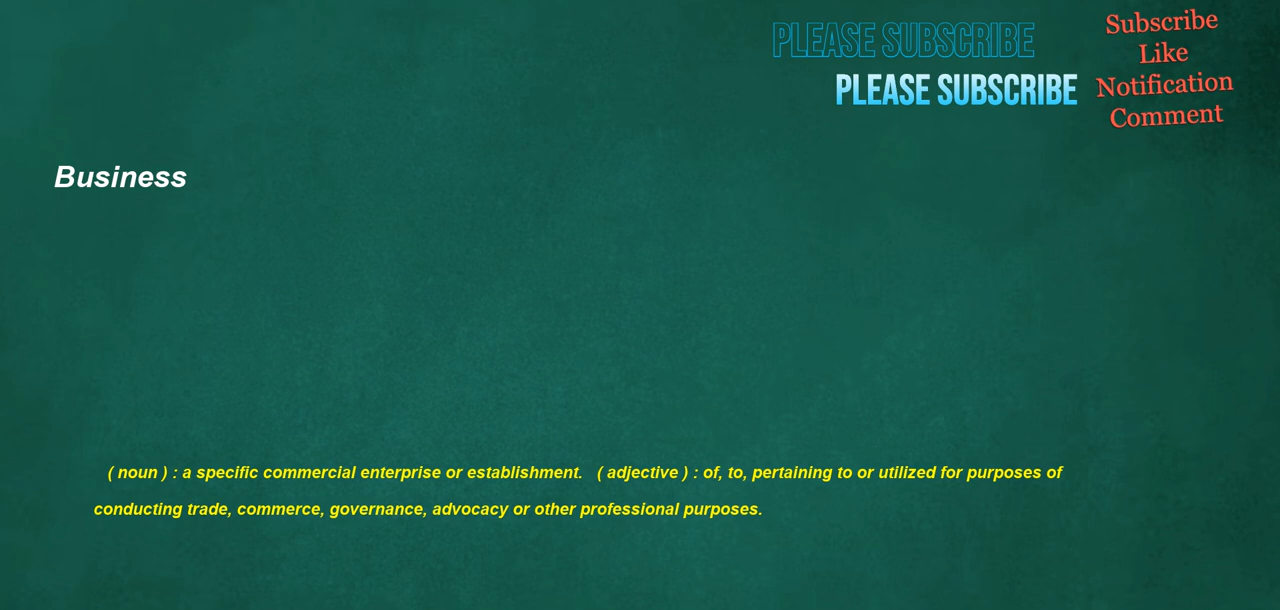 PLEASE SUBSCRIBE
PLEASE SUBSCRIBE
Subscribe
Like
Notification
Comment
Business
( noun ) : a specific commercial enterprise or establishment. ( adjective ) : of, to, pertaining to or utilized for purposes of
conducting trade, commerce, governance, advocacy or other professional purposes.